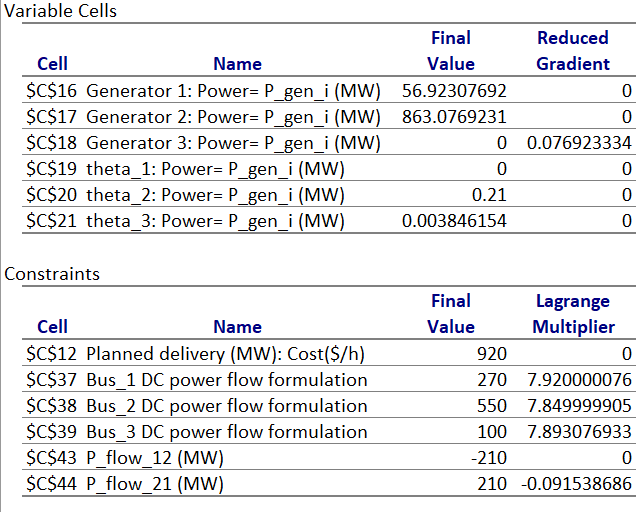 Variable Cells
Final Reduced
Cell Name Value Gradient
$C$16 Generator 1: Power= P_gen_i (MW) 56.92307692 0
$C$17 Generator 2: Power= P_gen_i (MW) 863.0769231 0
$C$18 Generator 3: Power= P_gen_i (MW) 0 0.076923334
$C$19 theta_1: Power= P_gen_i (MW) 0 0
$C$20 theta_2: Power= P_gen_i (MW) 0.21 0
$C$21 theta_3: Power= P_gen_i (MW) 0.003846154 0
Constraints
Final Lagrange
Cell Name Value Multiplier
$C$12 Planned delivery (MW): Cost($/h) 920 0
$C$37 Bus_1 DC power flow formulation 270 7.920000076
$C$38 Bus_2 DC power flow formulation 550 7.849999905
$C$39 Bus_3 DC power flow formulation 100 7.893076933
$C$43 P_flow_12 (MW) -210 0
$C$44 P_flow_21 (MW) 210 -0.091538686